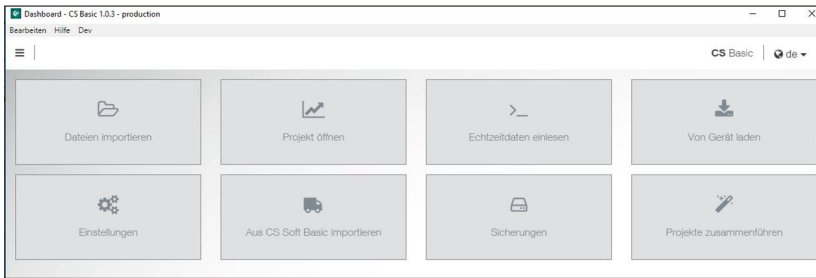 Dashboard - CS Basic 1.0.3 - production
Bearbeiten Hilfe Dev
CS Basic de
Dateien importieren Projekt öffnen Echtzeitdaten einlesen Von Gerät laden
Einstellungen Aus CS Soft Basic importieren Sicherungen Projekte zusammenführen